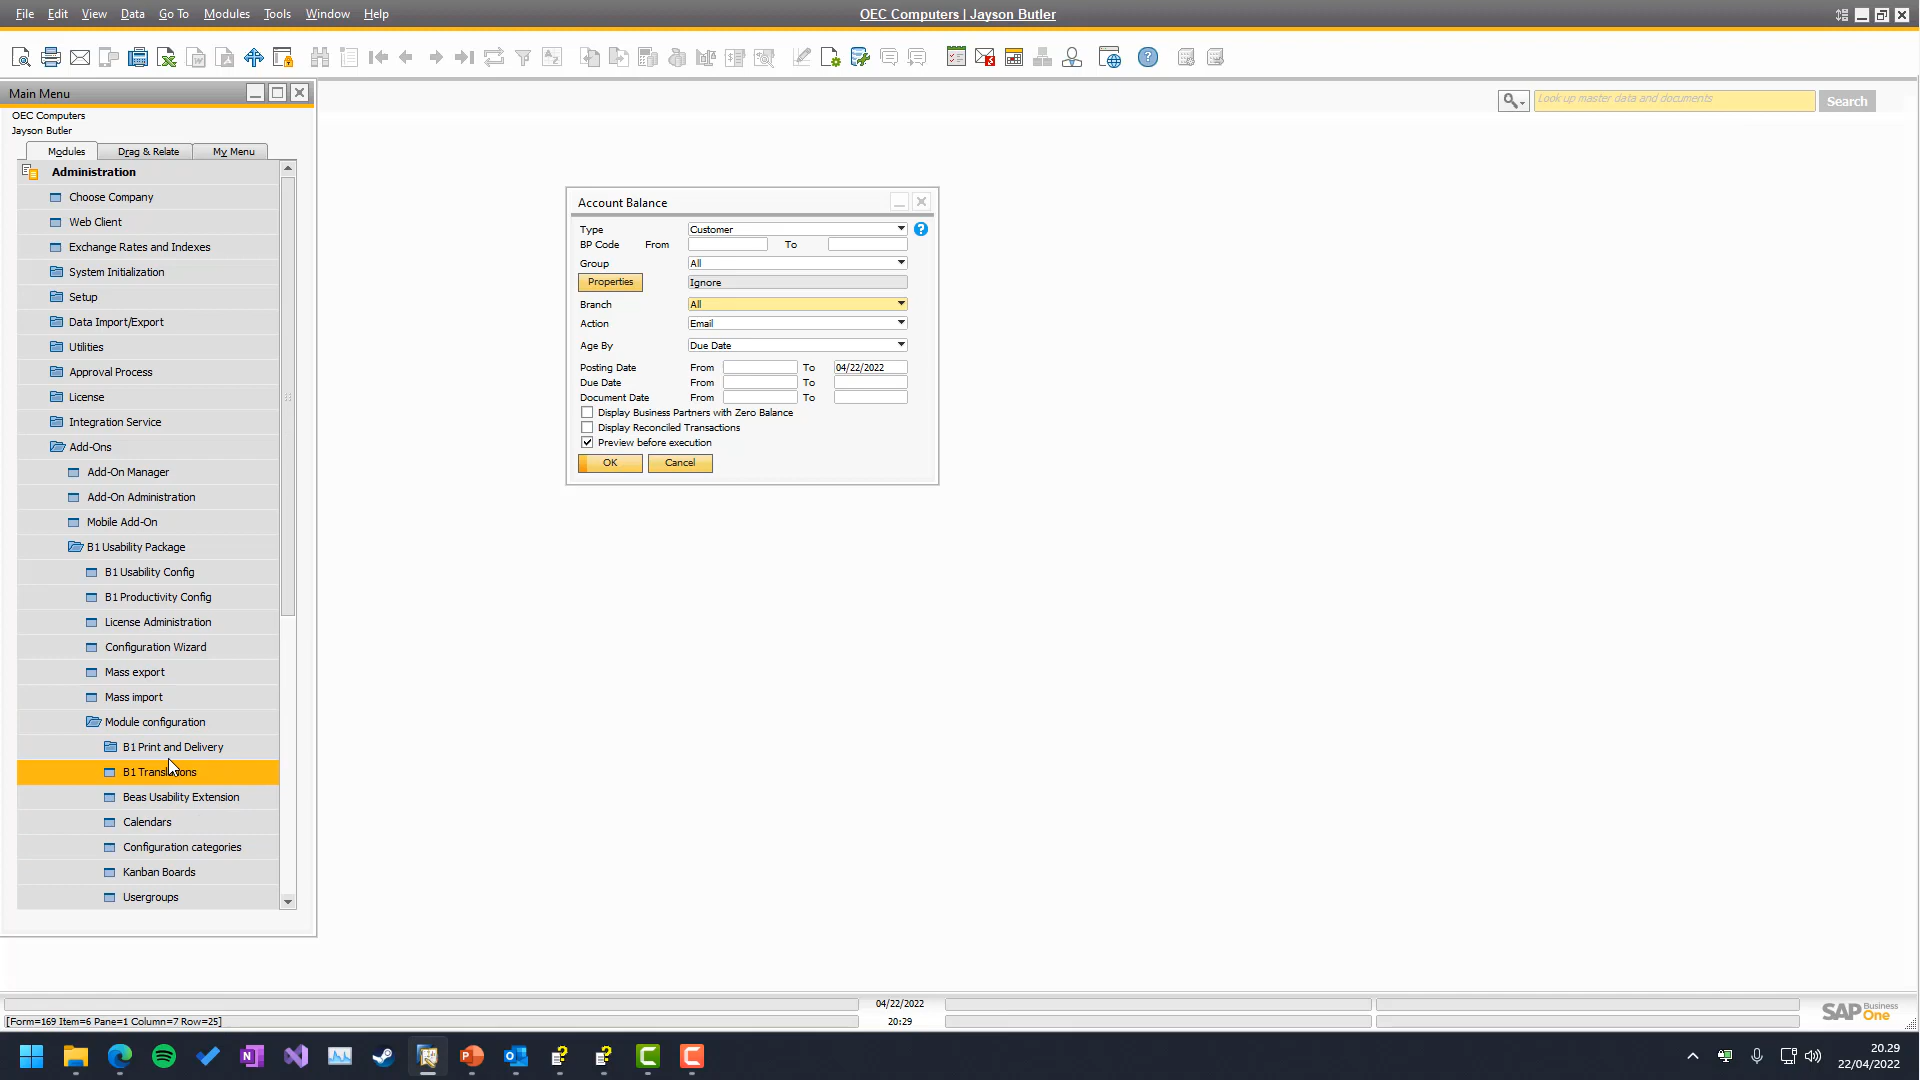 File Edit View Data Go To Modules Tools Window Help
OEC Computers | Jayson Butler
Main Menu
OEC Computers
Jayson Butler
Modules Drag & Relate My Menu
Look up master data and documents Search
Administration
Choose Company
Web Client
Exchange Rates and Indexes
System Initialization
Setup
Data Import/Export
Utilities
Approval Process
License
Integration Service
Add-Ons
Add-On Manager
Add-On Administration
Mobile Add-On
B1 Usability Package
B1 Usability Config
B1 Productivity Config
License Administration
Configuration Wizard
Mass export
Mass import
Module configuration
B1 Print and Delivery
B1 Translations
Beas Usability Extension
Calendars
Configuration categories
Kanban Boards
Usergroups
Account Balance
Type Customer
BP Code From To
Group All
Properties Ignore
Branch All
Action Email
Age By Due Date
Posting Date From To 04/22/2022
Due Date From To
Document Date From To
Display Business Partners with Zero Balance
Display Reconciled Transactions
Preview before execution
OK Cancel
04/22/2022
[Form=169 Item=6 Pane=1 Column=7 Row=25] 20:29
SAP Business One
20.29
22/04/2022